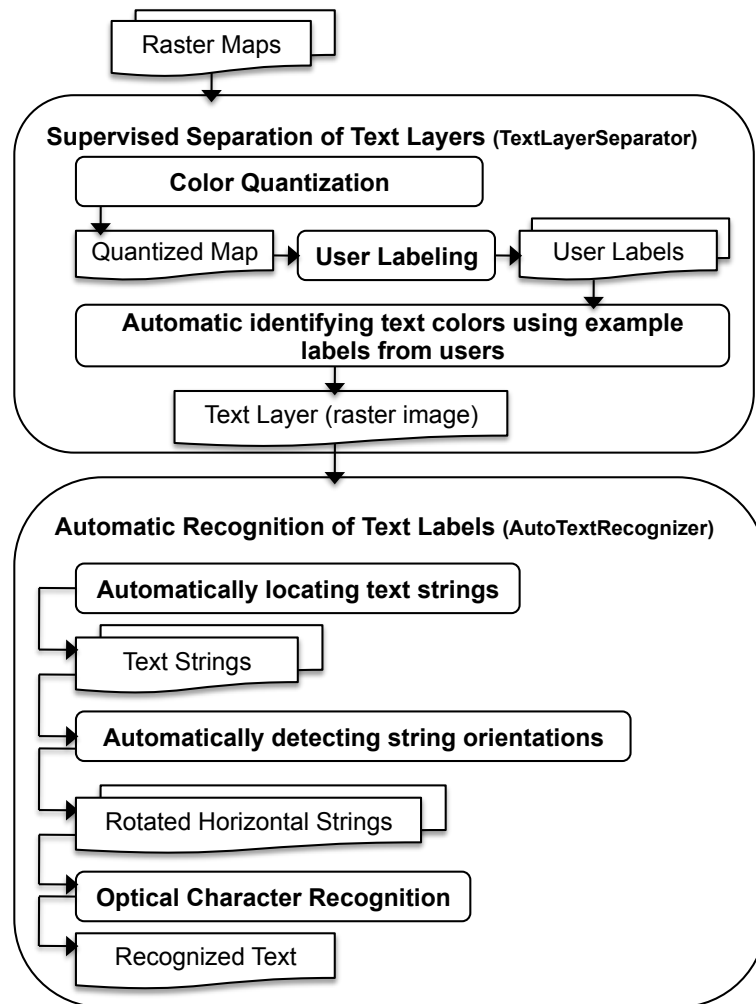 Raster Maps
Supervised Separation of Text Layers (TextLayerSeparator)
Color Quantization
Quantized Map
User Labeling
User Labels
Automatic identifying text colors using example
labels from users
Text Layer (raster image)
Automatic Recognition of Text Labels (AutoTextRecognizer)
Automatically locating text strings
Text Strings
Automatically detecting string orientations
Rotated Horizontal Strings
Optical Character Recognition
Recognized Text